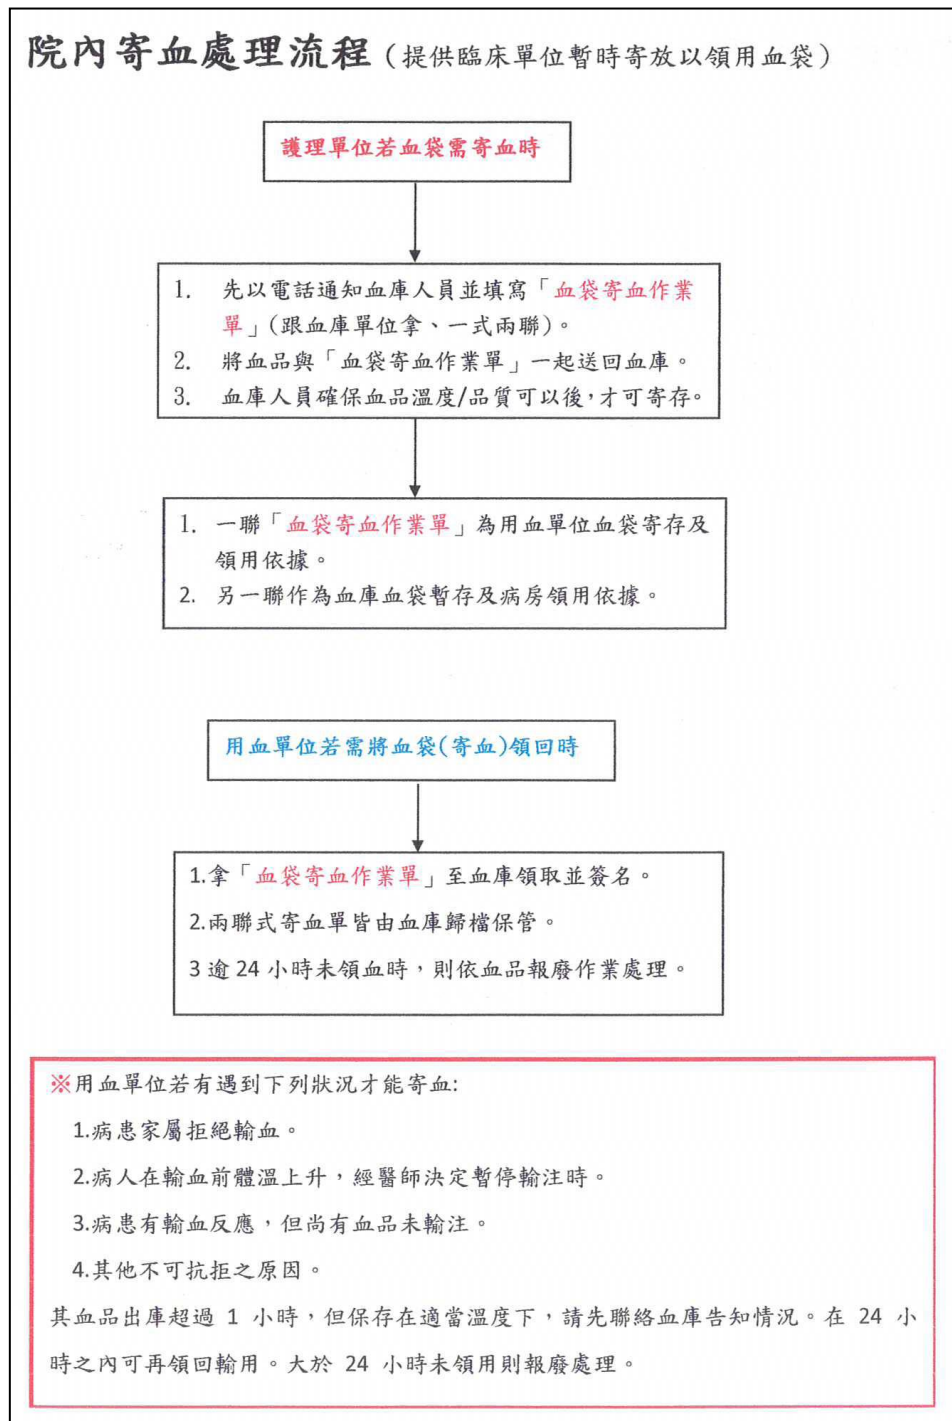 院內寄血處理流程(提供臨床單位暫時寄放以領用血袋)
護理單位若血袋需寄血時
1. 先以電話通知血庫人員並填寫「血袋寄血作業
單」(跟血庫單位拿、一式兩聯)。
2. 將血品與「血袋寄血作業單」一起送回血庫。
3. 血庫人員確保血品溫度/品質可以後,才可寄存。
1. 一聯「血袋寄血作業單」為用血單位血袋寄存及
領用依據。
2. 另一聯作為血庫血袋暫存及病房領用依據。
用血單位若需將血袋(寄血)領回時
1.拿「血袋寄血作業單」至血庫領取並簽名。
2.兩聯式寄血單皆由血庫歸檔保管。
3 逾 24 小時未領血時,則依血品報廢作業處理。
※用血單位若有遇到下列狀況才能寄血:
1.病患家屬拒絕輸血。
2.病人在輸血前體溫上升,經醫師決定暫停輸注時。
3.病患有輸血反應,但尚有血品未輸注。
4.其他不可抗拒之原因。
其血品出庫超過 1 小時,但保存在適當溫度下,請先聯絡血庫告知情況。在 24 小
時之內可再領回輸用。大於 24 小時未領用則報廢處理。